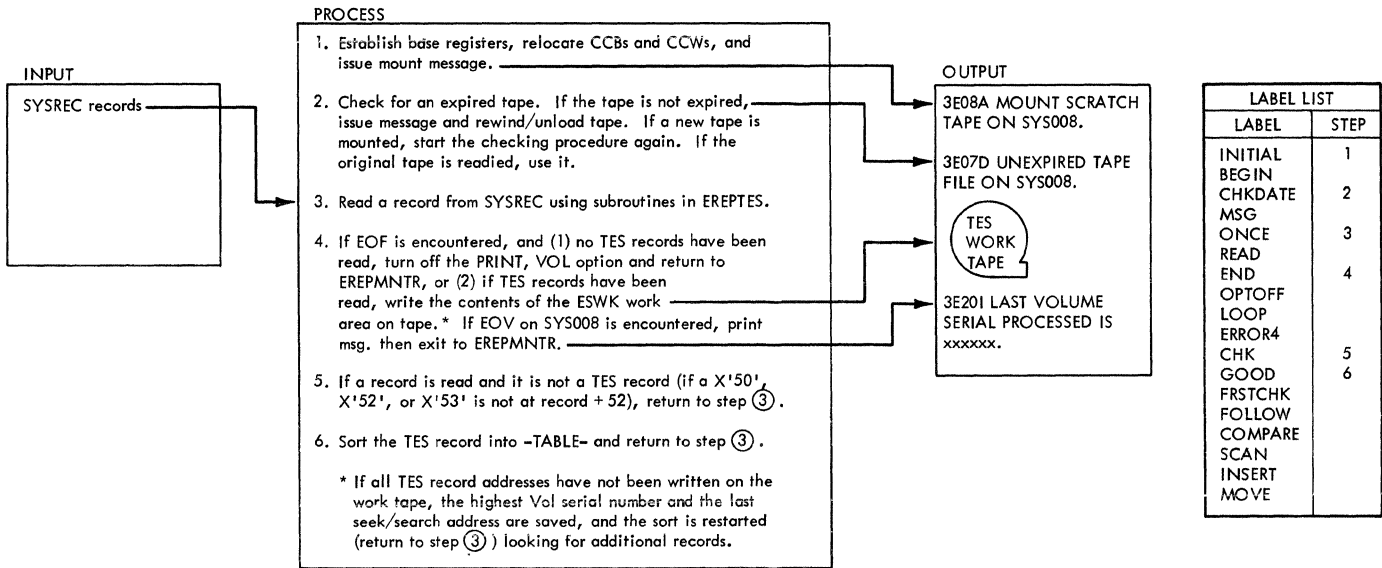 INPUT
SYSREC records
PROCESS
1. Establish base registers, relocate CCBs and CCWs, and
issue mount message.
2. Check for an expired tape. If the tape is not expired,
issue message and rewind/unload tape. If a new tape is
mounted, start the checking procedure again. If the
original tape is readied, use it.
3. Read a record from SYSREC using subroutines in EREPTES.
4. If EOF is encountered, and (1) no TES records have been
read, turn off the PRINT, VOL option and return to
EREPMNTR, or (2) if TES records have been
read, write the contents of the ESWK work
area on tape.* If EOV on SYS008 is encountered, print
msg. then exit to EREPMNTR.
5. If a record is read and it is not a TES record (if a X'50',
X'52', or X'53' is not at record + 52), return to step 3.
6. Sort the TES record into -TABLE- and return to step 3.
* If all TES record addresses have not been written on the
work tape, the highest Vol serial number and the last
seek/search address are saved, and the sort is restarted
(return to step 3) looking for additional records.
OUTPUT
3E08A MOUNT SCRATCH
TAPE ON SYS008.
3E07D UNEXPIRED TAPE
FILE ON SYS008.
TES
WORK
TAPE
3E20I LAST VOLUME
SERIAL PROCESSED IS
xxxxxx.
LABEL LIST
LABEL STEP
INITIAL 1
BEGIN
CHKDATE 2
MSG
ONCE 3
READ
END 4
OPTOFF
LOOP
ERROR4
CHK 5
GOOD 6
FRSTCHK
FOLLOW
COMPARE
SCAN
INSERT
MOVE